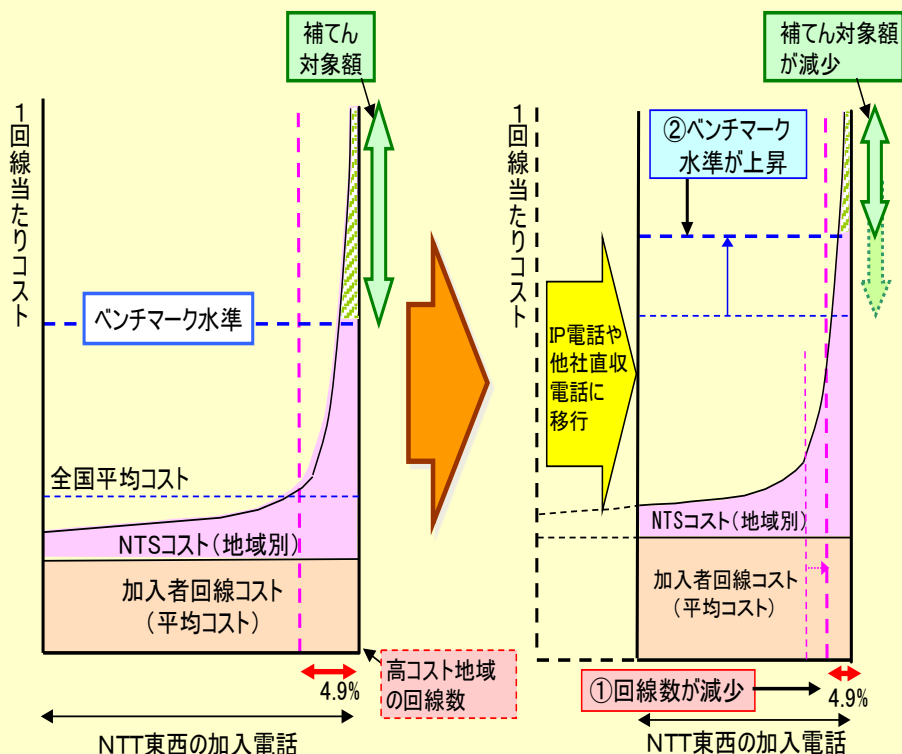 補てん
対象額
1回線当たりコスト
ベンチマーク水準
全国平均コスト
NTSコスト(地域別)
加入者回線コスト
(平均コスト)
4.9%
高コスト地域
の回線数
NTT東西の加入電話
補てん対象額
が減少
1回線当たりコスト
②ベンチマーク
水準が上昇
IP電話や
他社直収
電話に
移行
NTSコスト(地域別)
加入者回線コスト
(平均コスト)
①回線数が減少
4.9%
NTT東西の加入電話